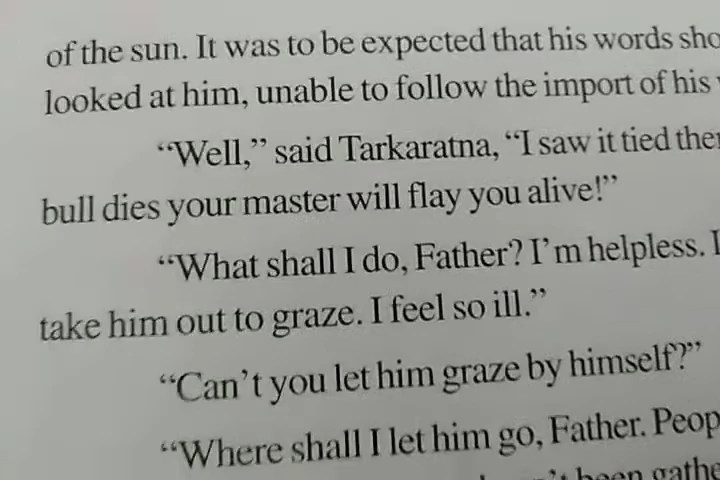 of the sun. It was to be expected that his words
looked at him, unable to follow the import of his
“Well,” said Tarkaratna, “I saw it tied
bull dies your master will flay you alive!”
“What shall I do, Father? I’m helpless. I
take him out to graze. I feel so ill.”
“Can’t you let him graze by himself?”
“Where shall I let him go, Father.
been